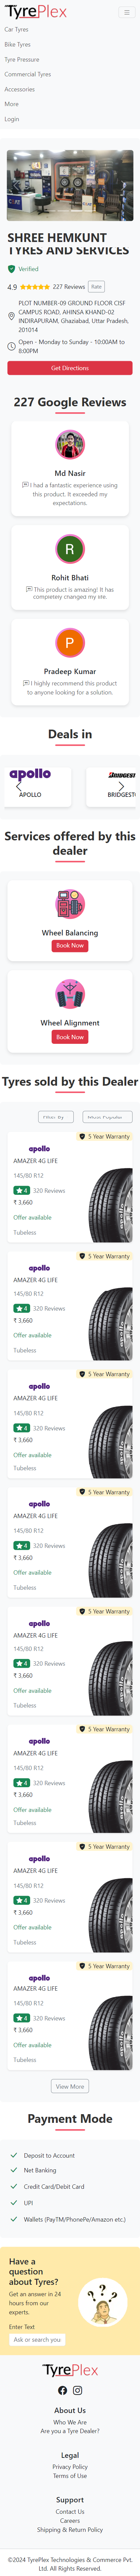 TyrePlex
Car Tyres
Bike Tyres
Tyre Pressure
Commercial Tyres
Accessories
More
Login
SHREE HEMKUNT
TYRES AND SERVICES
Verified
4.9 227 Reviews Rate
PLOT NUMBER-09 GROUND FLOOR CISF
CAMPUS ROAD, AHINSA KHAND-02
INDIRAPURAM, Ghaziabad, Uttar Pradesh,
201014
Open - Monday to Sunday - 10:00AM to
8:00PM
Get Directions
227 Google Reviews
Md Nasir
I had a fantastic experience using
this product. It exceeded my
expectations.
R
Rohit Bhati
This product is amazing! It has
completely changed my life.
P
Pradeep Kumar
I highly recommend this product
to anyone looking for a solution.
Deals in
apollo
APOLLO
BRIDGEST
BRIDGESTO
Services offered by this
dealer
Wheel Balancing
Book Now
Wheel Alignment
Book Now
Tyres sold by this Dealer
Filter By
5 Year Warranty
apollo
AMAZER 4G LIFE
145/80 R12
4 320 Reviews
₹ 3,660
Offer available
Tubeless
5 Year Warranty
apollo
AMAZER 4G LIFE
145/80 R12
4 320 Reviews
₹ 3,660
Offer available
Tubeless
5 Year Warranty
apollo
AMAZER 4G LIFE
145/80 R12
4 320 Reviews
₹ 3,660
Offer available
Tubeless
5 Year Warranty
apollo
AMAZER 4G LIFE
145/80 R12
4 320 Reviews
₹ 3,660
Offer available
Tubeless
5 Year Warranty
apollo
AMAZER 4G LIFE
145/80 R12
4 320 Reviews
₹ 3,660
Offer available
Tubeless
5 Year Warranty
apollo
AMAZER 4G LIFE
145/80 R12
4 320 Reviews
₹ 3,660
Offer available
Tubeless
5 Year Warranty
apollo
AMAZER 4G LIFE
145/80 R12
4 320 Reviews
₹ 3,660
Offer available
Tubeless
5 Year Warranty
apollo
AMAZER 4G LIFE
145/80 R12
4 320 Reviews
₹ 3,660
Offer available
Tubeless
View More
Payment Mode
Deposit to Account
Net Banking
Credit Card/Debit Card
UPI
Wallets (PayTM/PhonePe/Amazon etc.)
Have a
question
about Tyres?
Get an answer in 24
hours from our
experts.
Enter Text
Ask or search you
TyrePlex
About Us
Who We Are
Are you a Tyre Dealer?
Legal
Privacy Policy
Terms of Use
Support
Contact Us
Careers
Shipping & Return Policy
©2024 TyrePlex Technologies & Commerce Pvt.
Ltd. All Rights Reserved.